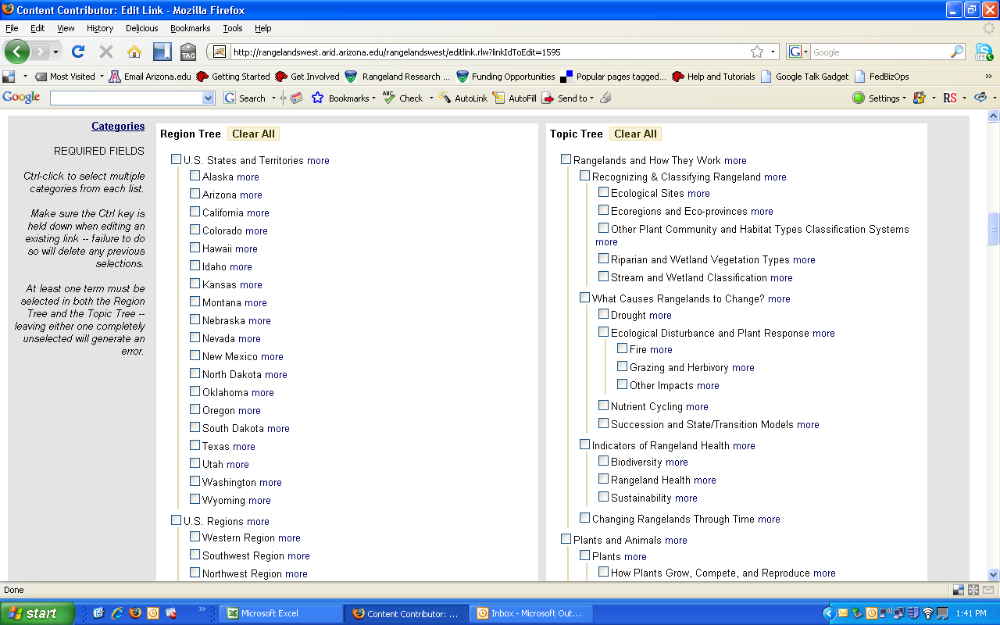 Content Contributor: Edit Link - Mozilla Firefox
File Edit View History Delicious Bookmarks Tools Help
TAG
http://rangelandswest.arid.arizona.edu/rangelandswest/editlink.rlw?linkIdToEdit=1595
G Google
Most Visited Email Arizona.edu Getting Started Get Involved Rangeland Research ... Funding Opportunities Popular pages tagged... Help and Tutorials Google Talk Gadget FedBizOps »
Google G Search Bookmarks ABC Check AutoLink AutoFill Send to Settings RS
Categories
REQUIRED FIELDS
Ctrl-click to select multiple
categories from each list.
Make sure the Ctrl key is
held down when editing an
existing link -- failure to do
so will delete any previous
selections.
At least one term must be
selected in both the Region
Tree and the Topic Tree --
leaving either one completely
unselected will generate an
error.
Region Tree Clear All
U.S. States and Territories more
Alaska more
Arizona more
California more
Colorado more
Hawaii more
Idaho more
Kansas more
Montana more
Nebraska more
Nevada more
New Mexico more
North Dakota more
Oklahoma more
Oregon more
South Dakota more
Texas more
Utah more
Washington more
Wyoming more
U.S. Regions more
Western Region more
Southwest Region more
Northwest Region more
Topic Tree Clear All
Rangelands and How They Work more
Recognizing & Classifying Rangeland more
Ecological Sites more
Ecoregions and Eco-provinces more
Other Plant Community and Habitat Types Classification Systems
more
Riparian and Wetland Vegetation Types more
Stream and Wetland Classification more
What Causes Rangelands to Change? more
Drought more
Ecological Disturbance and Plant Response more
Fire more
Grazing and Herbivory more
Other Impacts more
Nutrient Cycling more
Succession and State/Transition Models more
Indicators of Rangeland Health more
Biodiversity more
Rangeland Health more
Sustainability more
Changing Rangelands Through Time more
Plants and Animals more
Plants more
How Plants Grow, Compete, and Reproduce more
Done
start » Microsoft Excel Content Contributor: ... Inbox - Microsoft Out... 1:41 PM